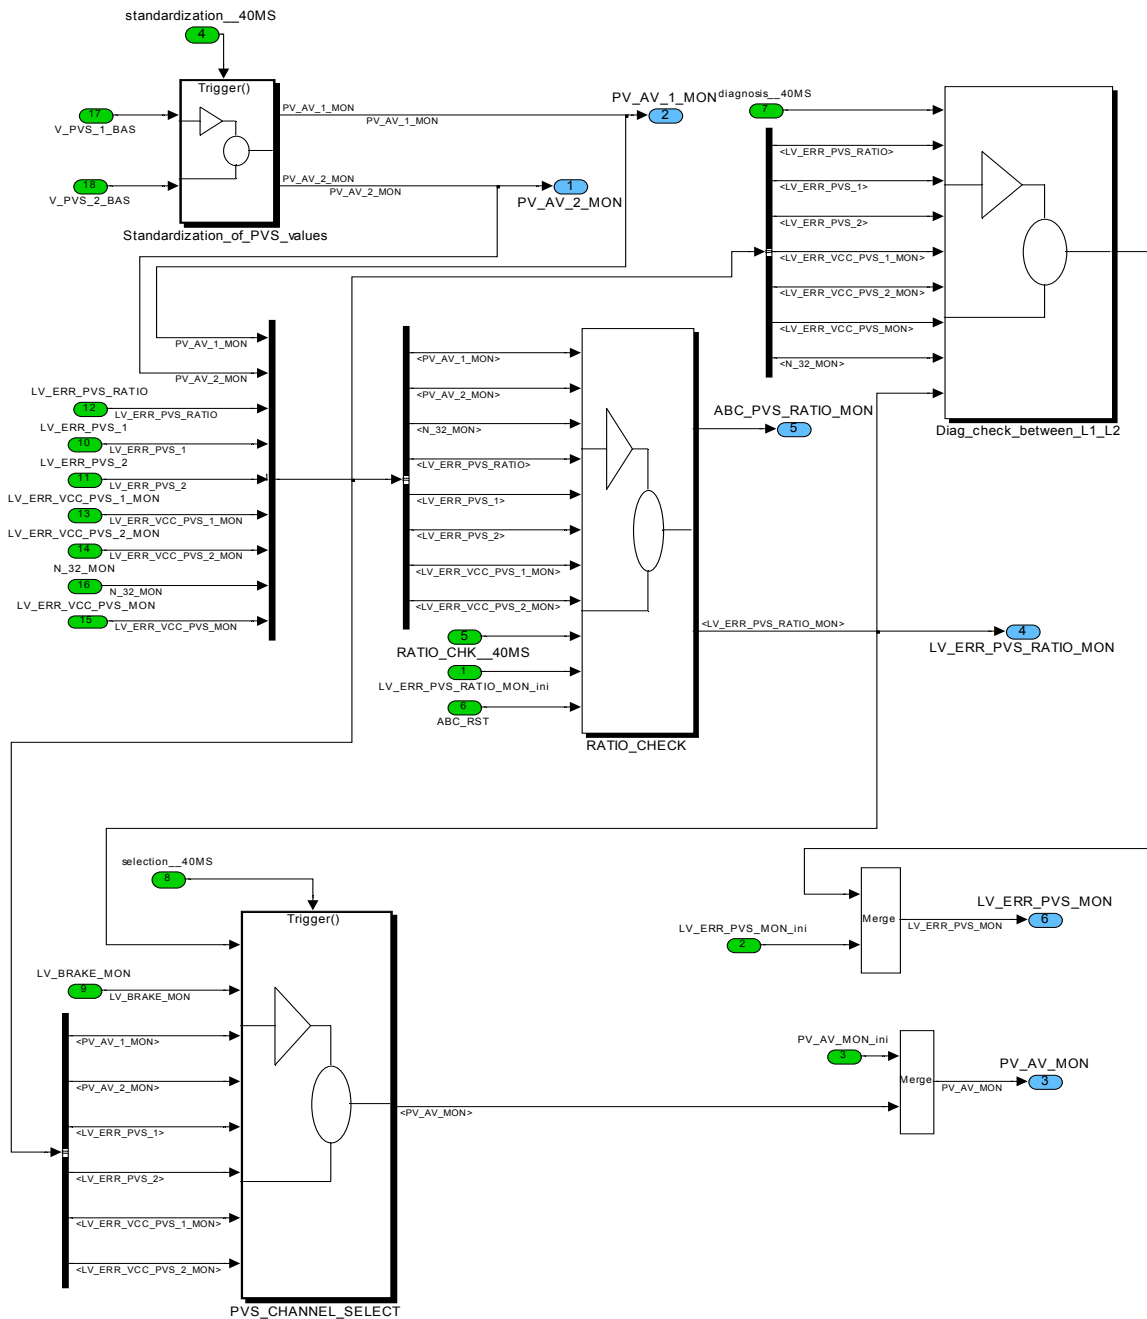 standardization__40MS
4
Trigger()
17
V_PVS_1_BAS
18
V_PVS_2_BAS
PV_AV_1_MON
PV_AV_1_MON
PV_AV_2_MON
PV_AV_2_MON
Standardization_of_PVS_values
PV_AV_1_MON
2
1
PV_AV_2_MON
diagnosis__40MS
7
<LV_ERR_PVS_RATIO>
<LV_ERR_PVS_1>
<LV_ERR_PVS_2>
<LV_ERR_VCC_PVS_1_MON>
<LV_ERR_VCC_PVS_2_MON>
<LV_ERR_VCC_PVS_MON>
<N_32_MON>
Diag_check_between_L1_L2
PV_AV_1_MON
PV_AV_2_MON
LV_ERR_PVS_RATIO
12
LV_ERR_PVS_RATIO
LV_ERR_PVS_1
10
LV_ERR_PVS_1
LV_ERR_PVS_2
11
LV_ERR_PVS_2
LV_ERR_VCC_PVS_1_MON
13
LV_ERR_VCC_PVS_1_MON
LV_ERR_VCC_PVS_2_MON
14
LV_ERR_VCC_PVS_2_MON
N_32_MON
16
N_32_MON
LV_ERR_VCC_PVS_MON
15
LV_ERR_VCC_PVS_MON
<PV_AV_1_MON>
<PV_AV_2_MON>
<N_32_MON>
<LV_ERR_PVS_RATIO>
<LV_ERR_PVS_1>
<LV_ERR_PVS_2>
<LV_ERR_VCC_PVS_1_MON>
<LV_ERR_VCC_PVS_2_MON>
5
RATIO_CHK__40MS
1
LV_ERR_PVS_RATIO_MON_ini
6
ABC_RST
RATIO_CHECK
ABC_PVS_RATIO_MON
5
<LV_ERR_PVS_RATIO_MON>
4
LV_ERR_PVS_RATIO_MON
selection__40MS
8
Trigger()
LV_BRAKE_MON
9
LV_BRAKE_MON
<PV_AV_1_MON>
<PV_AV_2_MON>
<LV_ERR_PVS_1>
<LV_ERR_PVS_2>
<LV_ERR_VCC_PVS_1_MON>
<LV_ERR_VCC_PVS_2_MON>
<PV_AV_MON>
PVS_CHANNEL_SELECT
LV_ERR_PVS_MON_ini
2
Merge
LV_ERR_PVS_MON
LV_ERR_PVS_MON
6
PV_AV_MON_ini
3
Merge
PV_AV_MON
PV_AV_MON
3